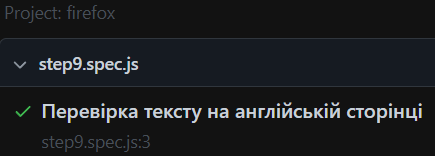 Project: firefox
step9.spec.js
Перевірка тексту на англійській сторінці
step9.spec.js:3